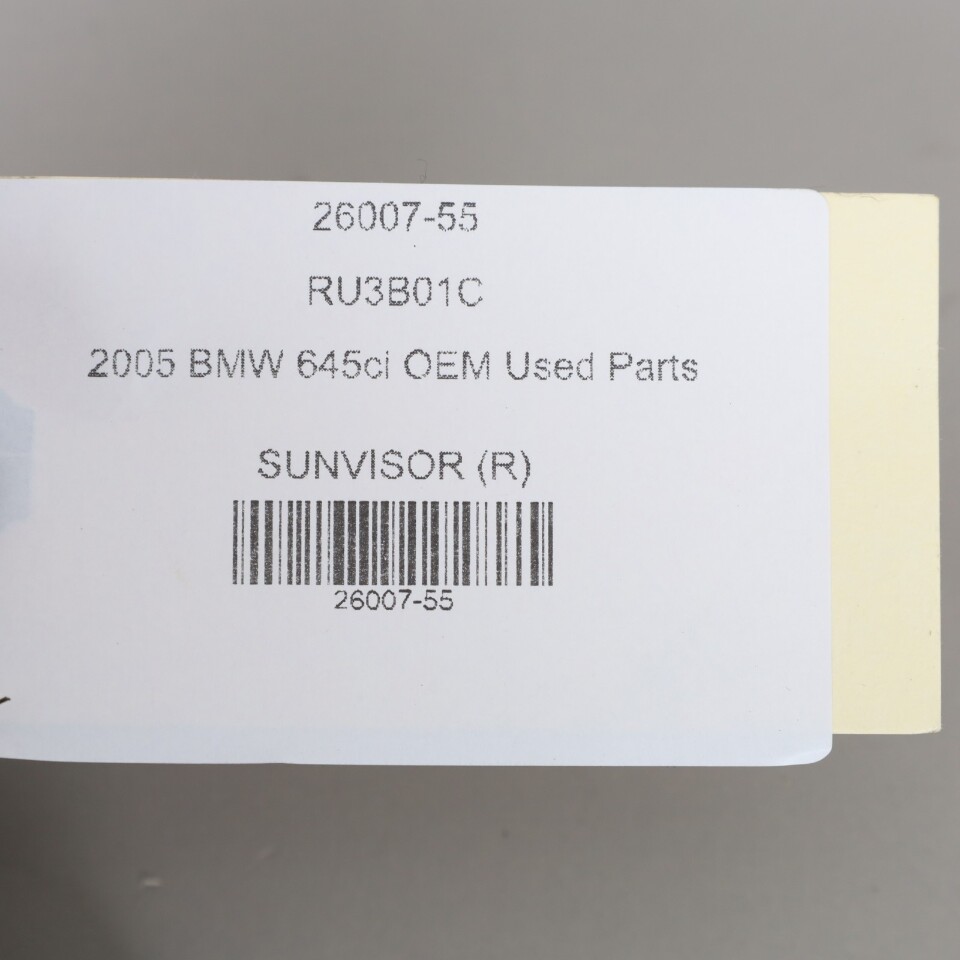 26007-55
RU3B01C
2005 BMW 645ci OEM Used Parts
SUNVISOR (R)
26007-55